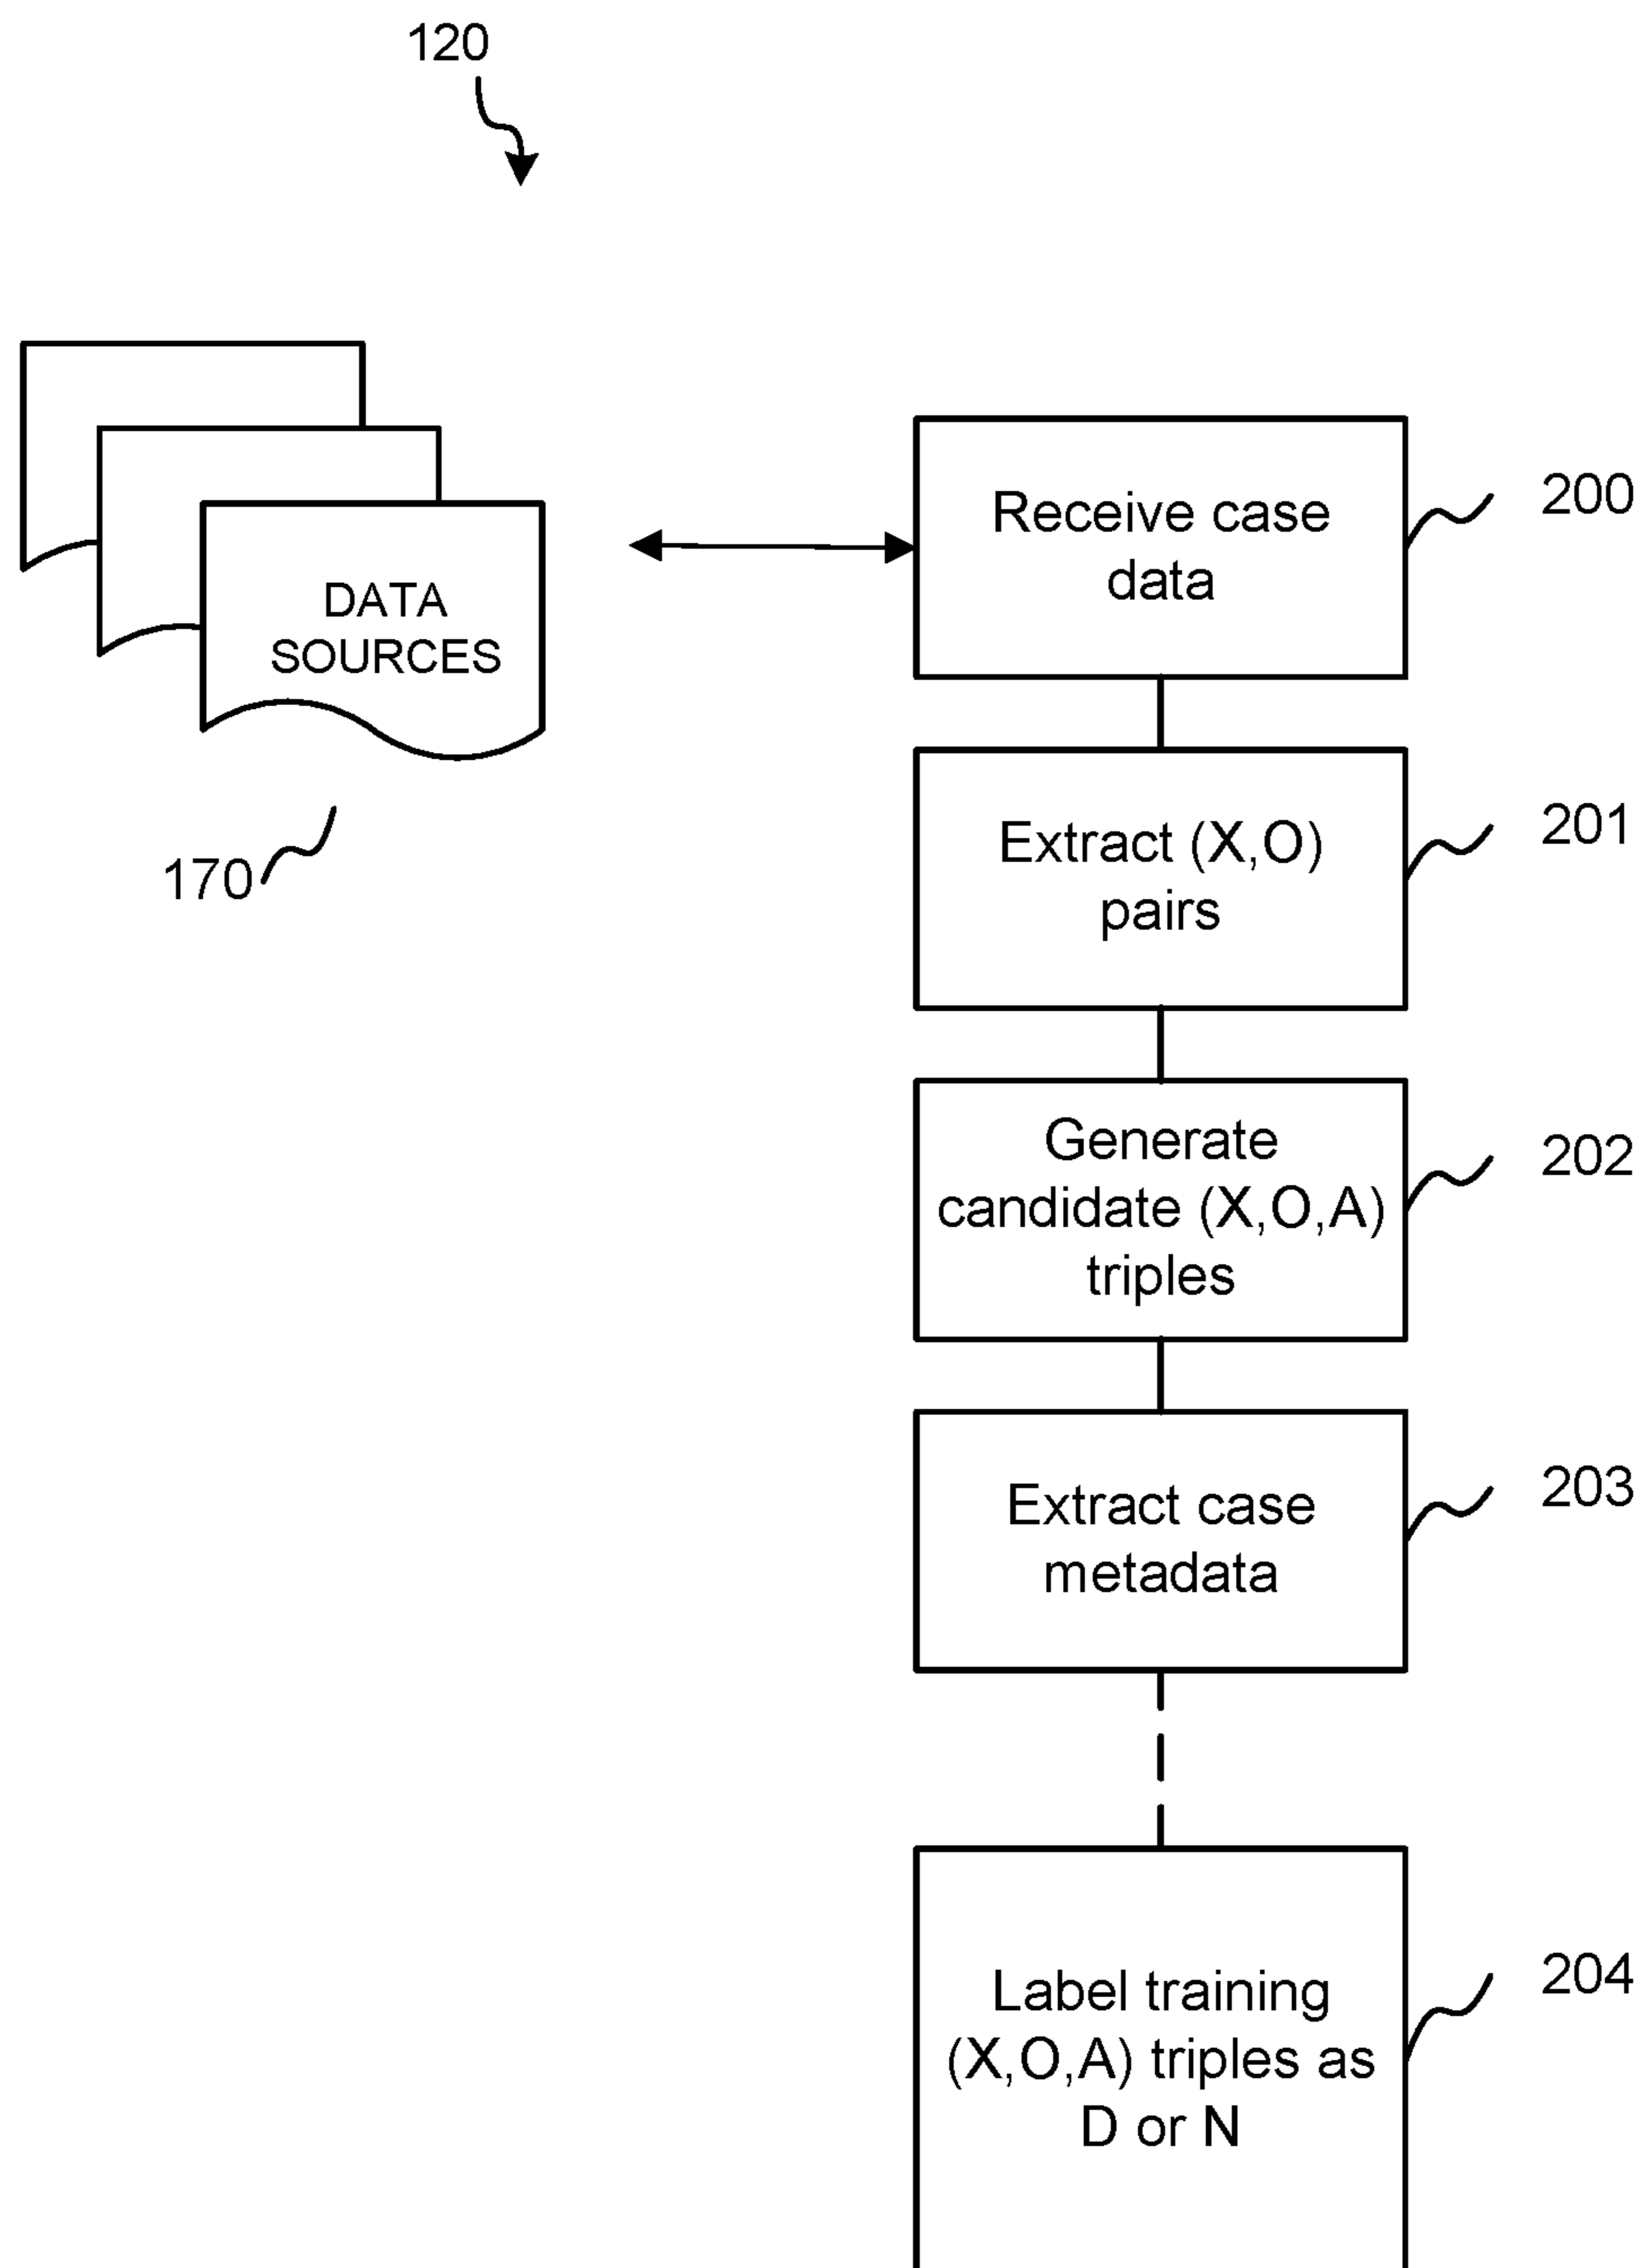 120
DATA
SOURCES
170
Receive case
data
200
Extract (X,O)
pairs
201
Generate
candidate (X,O,A)
triples
202
Extract case
metadata
203
Label training
(X,O,A) triples as
D or N
204